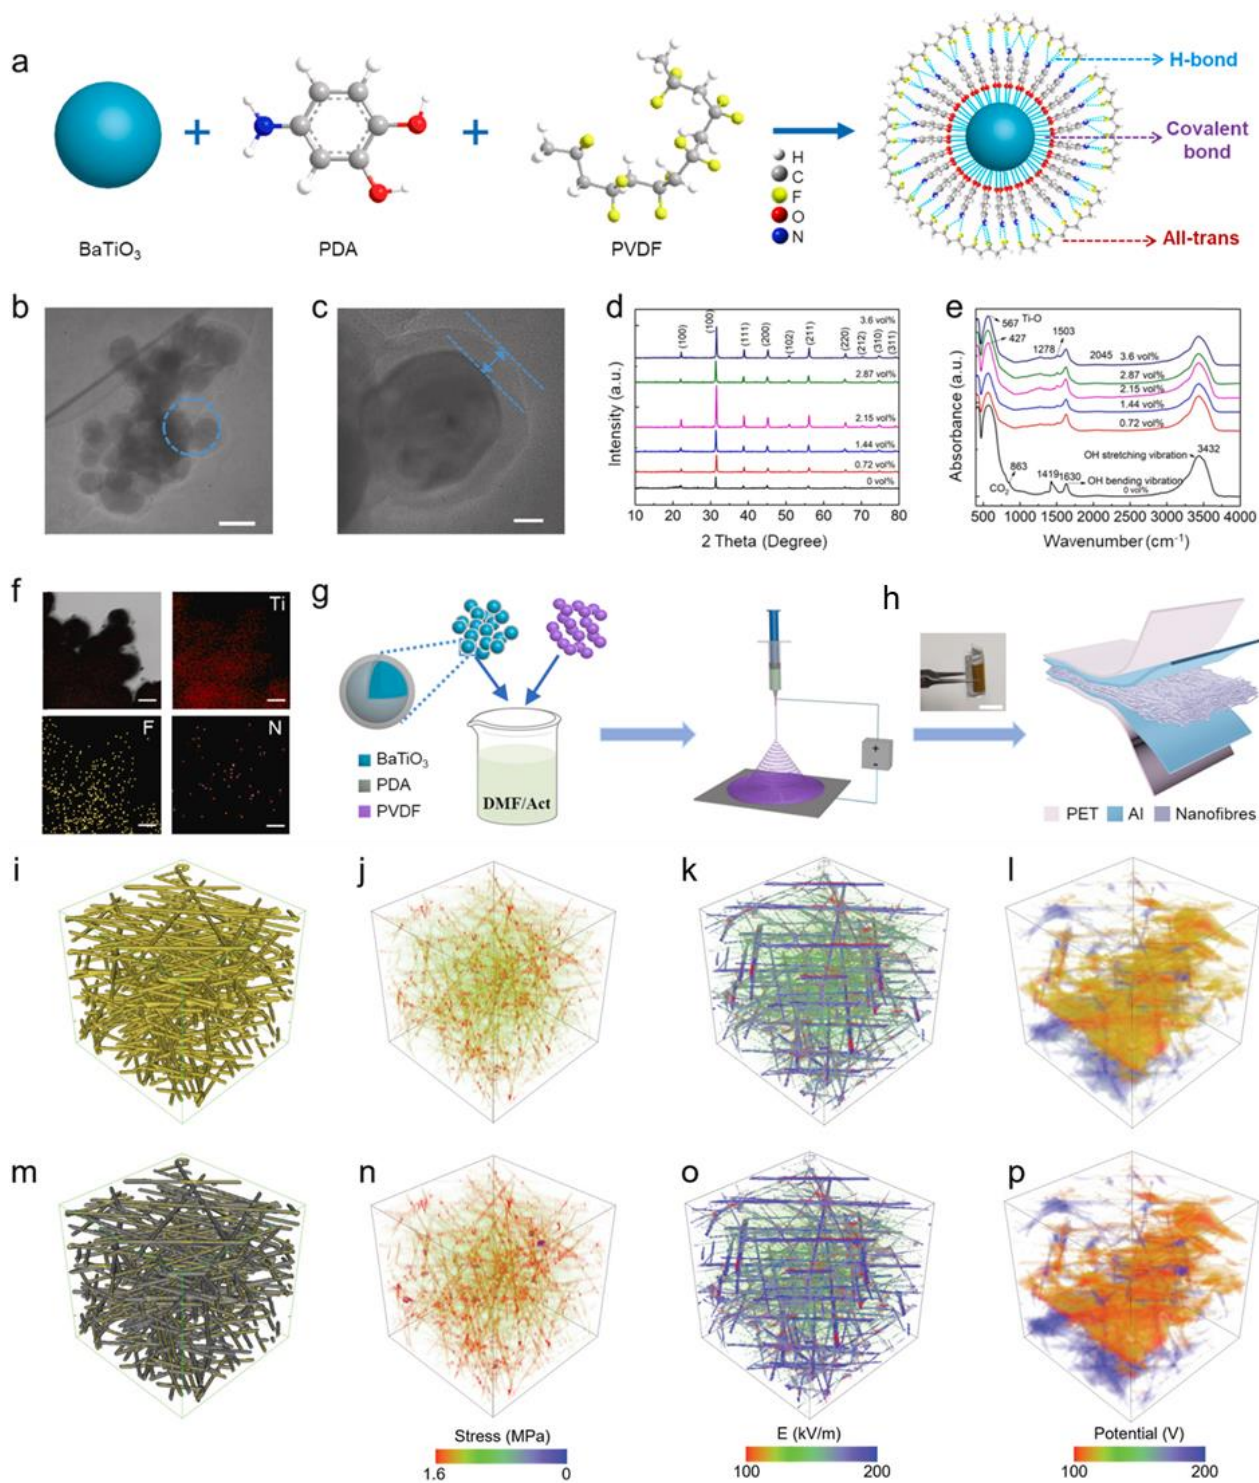 a
BaTiO₃
PDA
PVDF
H
C
F
O
N
H-bond
Covalent
bond
All-trans
b
c
d
Intensity (a.u.)
(100)
(100)
(111)
(200)
(102)
(211)
(220)
(212)
(310)
(311)
3.6 vol%
2.87 vol%
2.15 vol%
1.44 vol%
0.72 vol%
0 vol%
10 20 30 40 50 60 70 80
2 Theta (Degree)
e
Absorbance (a.u.)
567
Ti-O
427
1503
1278
2045
3.6 vol%
2.87 vol%
2.15 vol%
1.44 vol%
0.72 vol%
OH stretching vibration
3432
863
1419
1630
OH bending vibration
CO₂
0 vol%
500 1000 1500 2000 2500 3000 3500 4000
Wavenumber (cm⁻¹)
f
Ti
F
N
g
BaTiO₃
PDA
PVDF
DMF/Act
+
-
h
PET Al Nanofibres
i
j
k
l
m
n
o
p
Stress (MPa)
1.6 0
E (kV/m)
100 200
Potential (V)
100 200